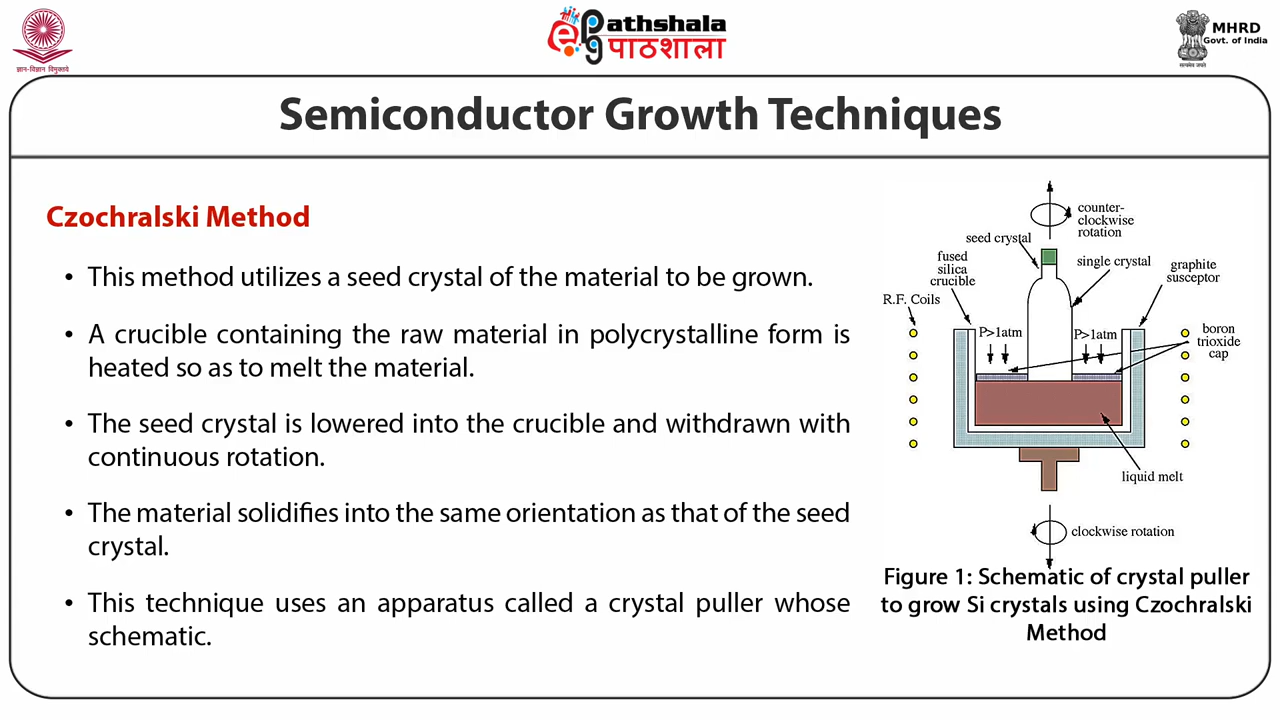 ज्ञान-विज्ञान विमुक्तये
ePathshala
पाठशाला
MHRD
Govt. of India
सत्यमेव जयते
Semiconductor Growth Techniques
Czochralski Method
• This method utilizes a seed crystal of the material to be grown.
• A crucible containing the raw material in polycrystalline form is
heated so as to melt the material.
• The seed crystal is lowered into the crucible and withdrawn with
continuous rotation.
• The material solidifies into the same orientation as that of the seed
crystal.
• This technique uses an apparatus called a crystal puller whose
schematic.
counter-
clockwise
rotation
seed crystal
fused
silica
crucible
single crystal
graphite
susceptor
R.F. Coils
P>1atm
P>1atm
boron
trioxide
cap
liquid melt
clockwise rotation
Figure 1: Schematic of crystal puller
to grow Si crystals using Czochralski
Method